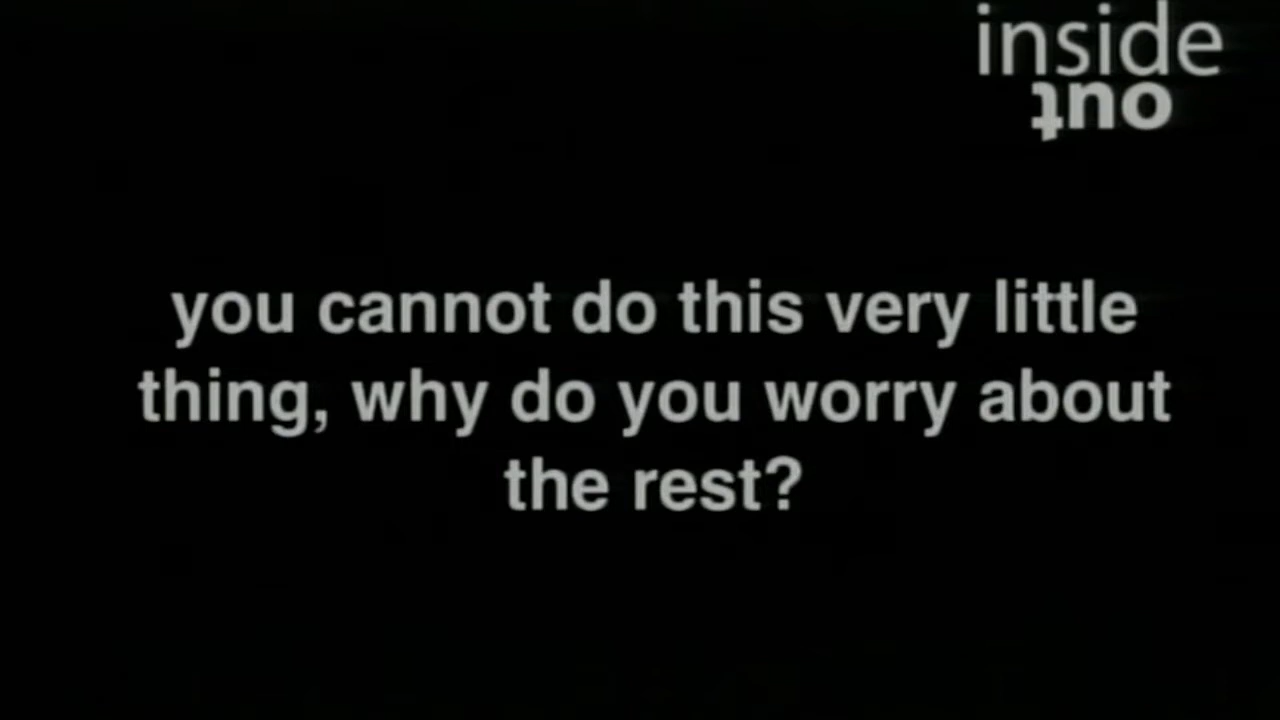 inside
out
you cannot do this very little
thing, why do you worry about
the rest?